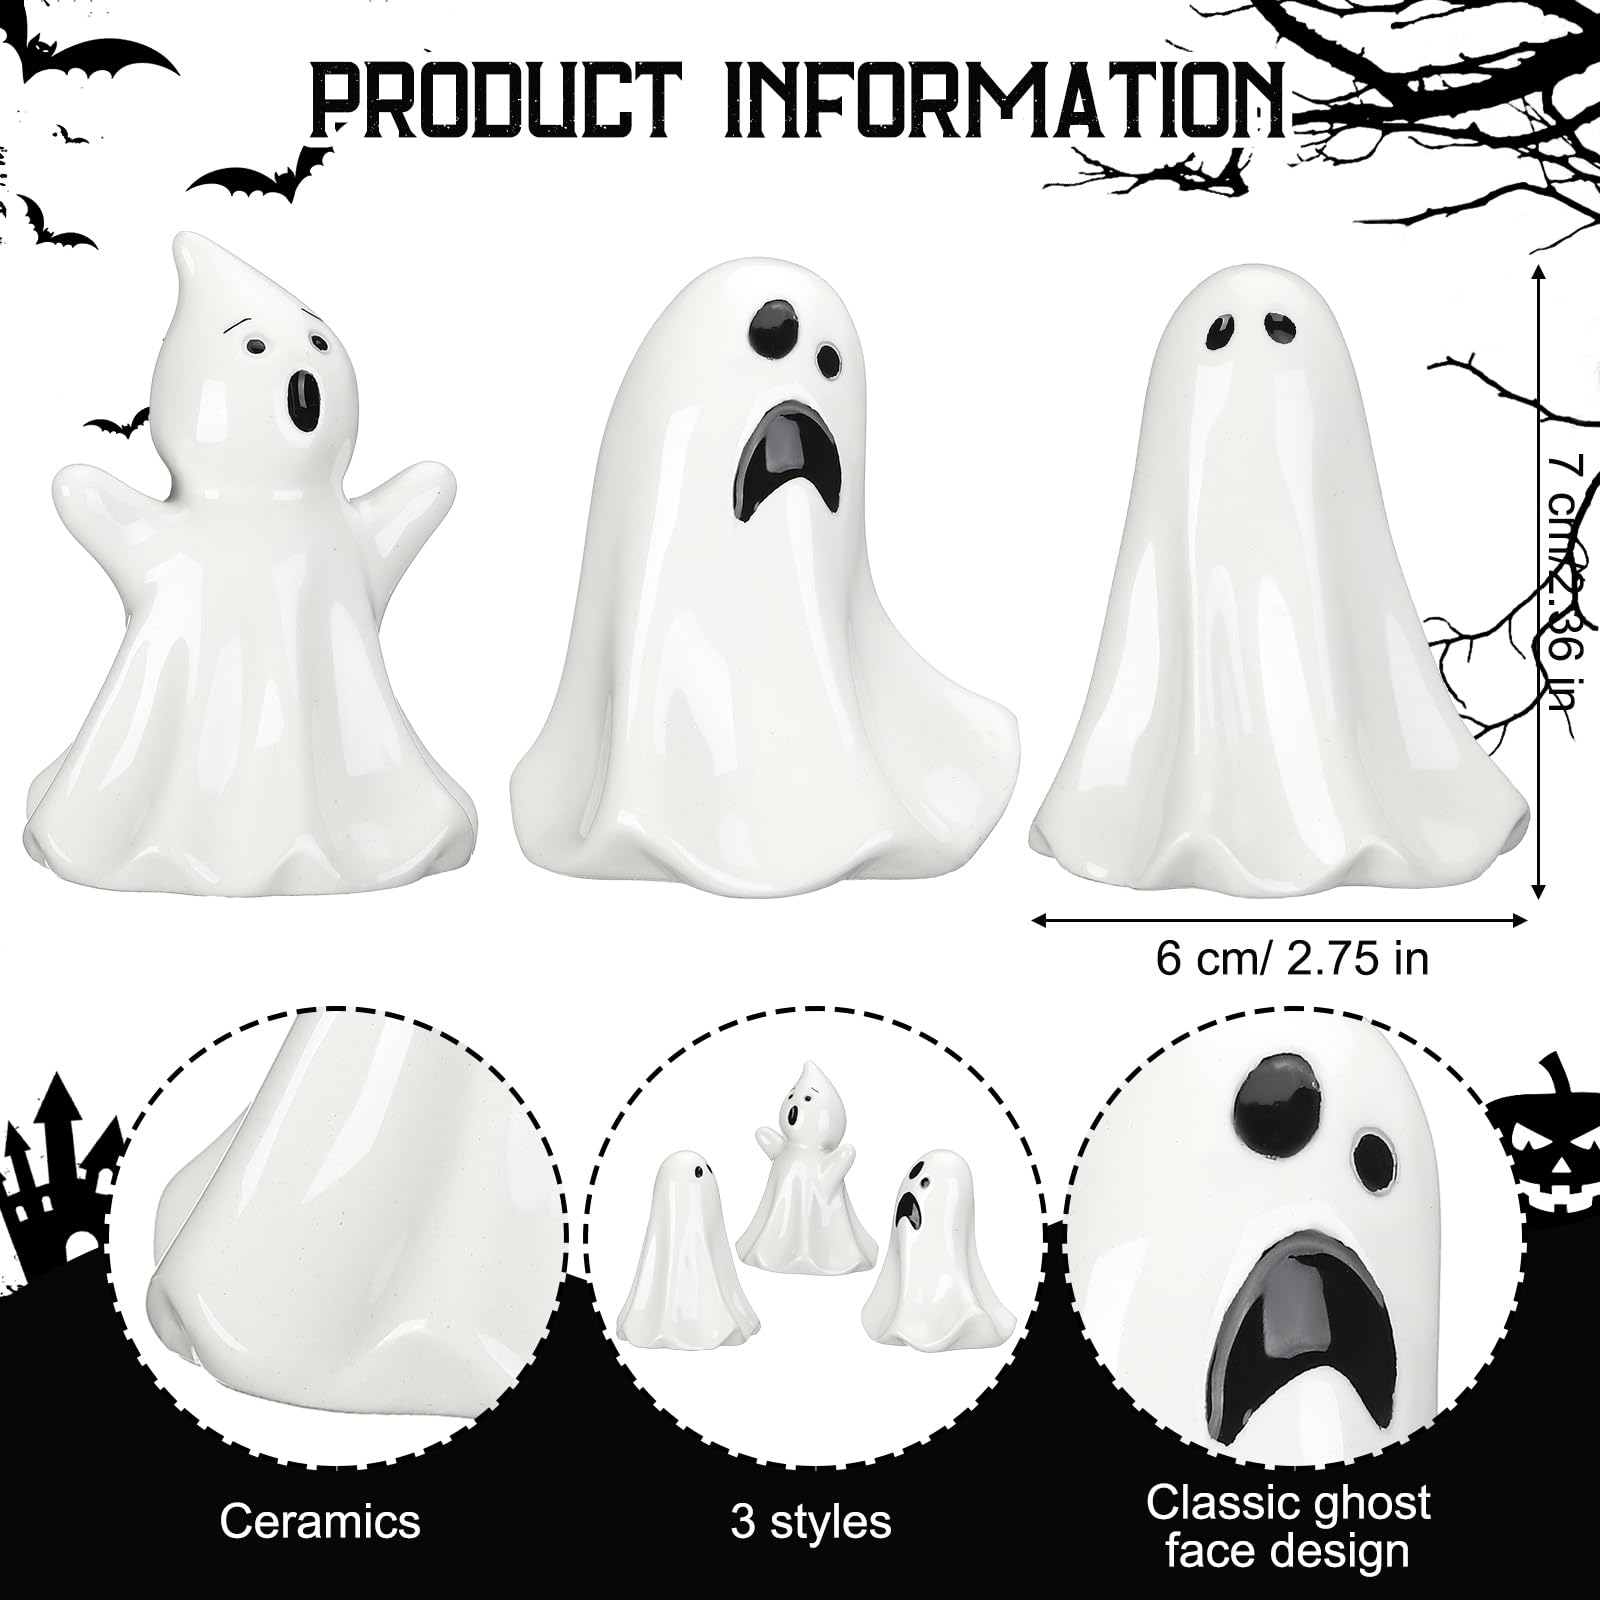 PRODUCT INFORMATION
7 cm/2.36 in
6 cm/ 2.75 in
Ceramics
3 styles
Classic ghost
face design